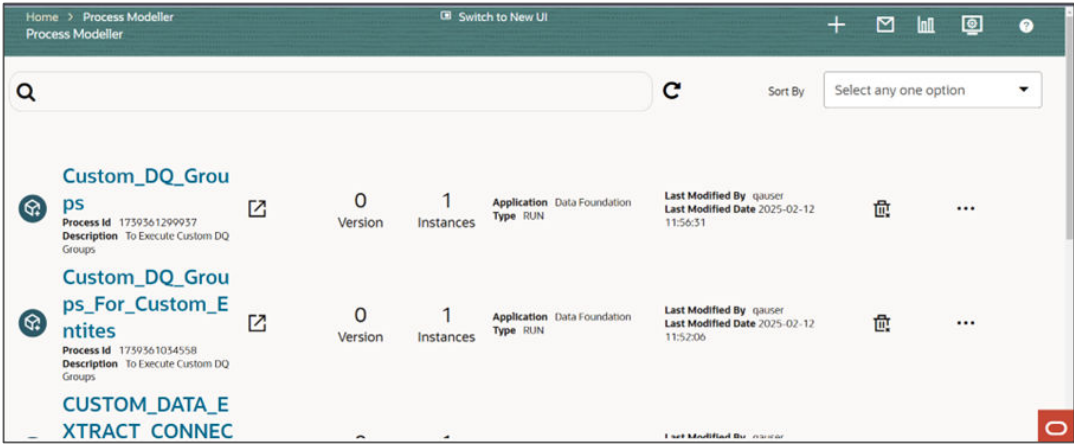 Home > Process Modeller
Switch to New UI
Process Modeller
Sort By
Select any one option
Custom_DQ_Grou
ps
Process Id 1739361299937
Description To Execute Custom DQ
Groups
0
Version
1
Instances
Application Data Foundation
Type RUN
Last Modified By qauser
Last Modified Date 2025-02-12
11:56:31
Custom_DQ_Grou
ps_For_Custom_E
ntites
Process Id 1739361034558
Description To Execute Custom DQ
Groups
0
Version
1
Instances
Application Data Foundation
Type RUN
Last Modified By qauser
Last Modified Date 2025-02-12
11:52:06
CUSTOM_DATA_E
XTRACT_CONNEC
Last Modified By qauser